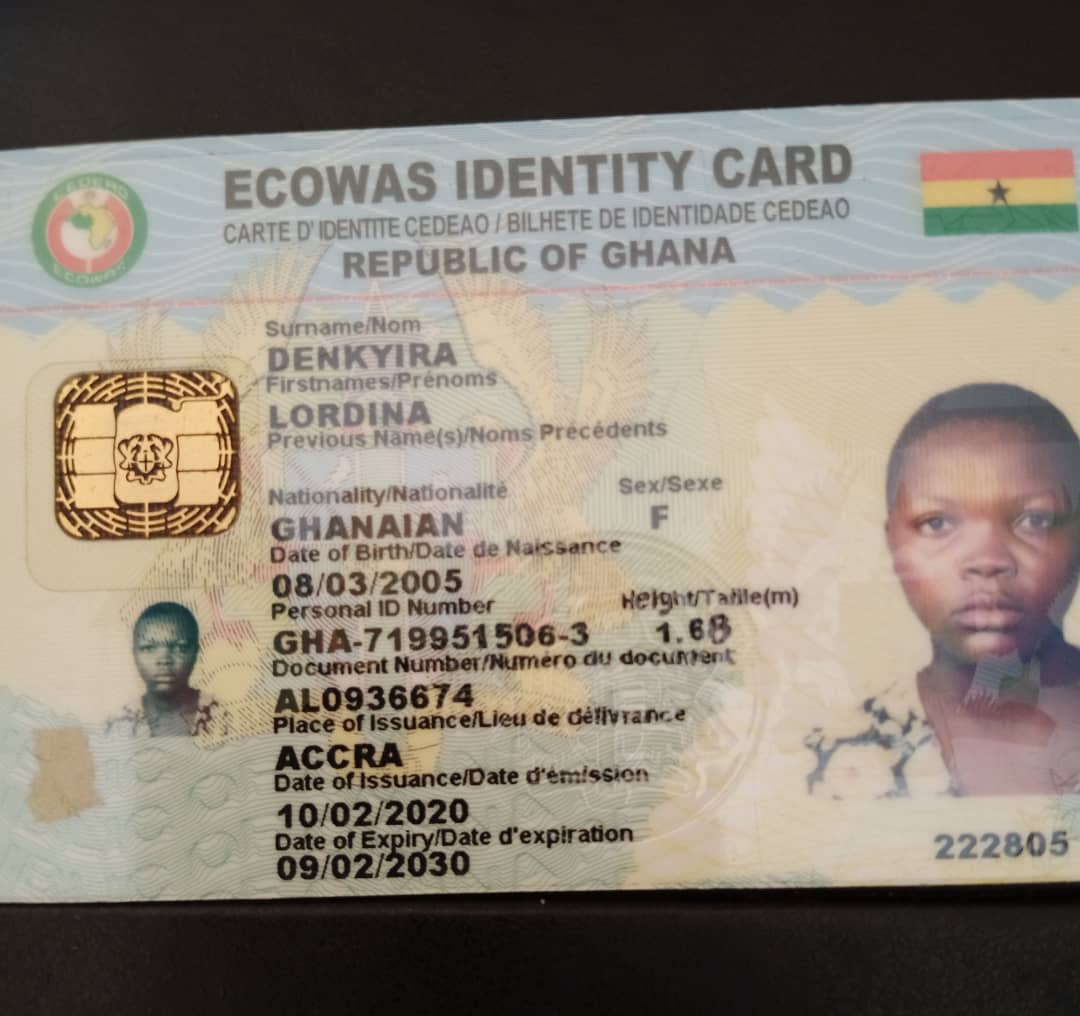 ECOWAS IDENTITY CARD
CARTE D'IDENTITE CEDEAO / BILHETE DE IDENTIDADE CEDEAO
REPUBLIC OF GHANA
CEDEAO
ECOWAS
Surname/Nom
DENKYIRA
Firstnames/Prénoms
LORDINA
Previous Name(s)/Noms Précédents
Nationality/Nationalité
Sex/Sexe
GHANAIAN
F
Date of Birth/Date de Naissance
08/03/2005
Personal ID Number
Height/Taille(m)
GHA-719951506-3
1.68
Document Number/Numéro du document
AL0936674
Place of Issuance/Lieu de délivrance
ACCRA
Date of Issuance/Date d'émission
10/02/2020
Date of Expiry/Date d'expiration
09/02/2030
222805